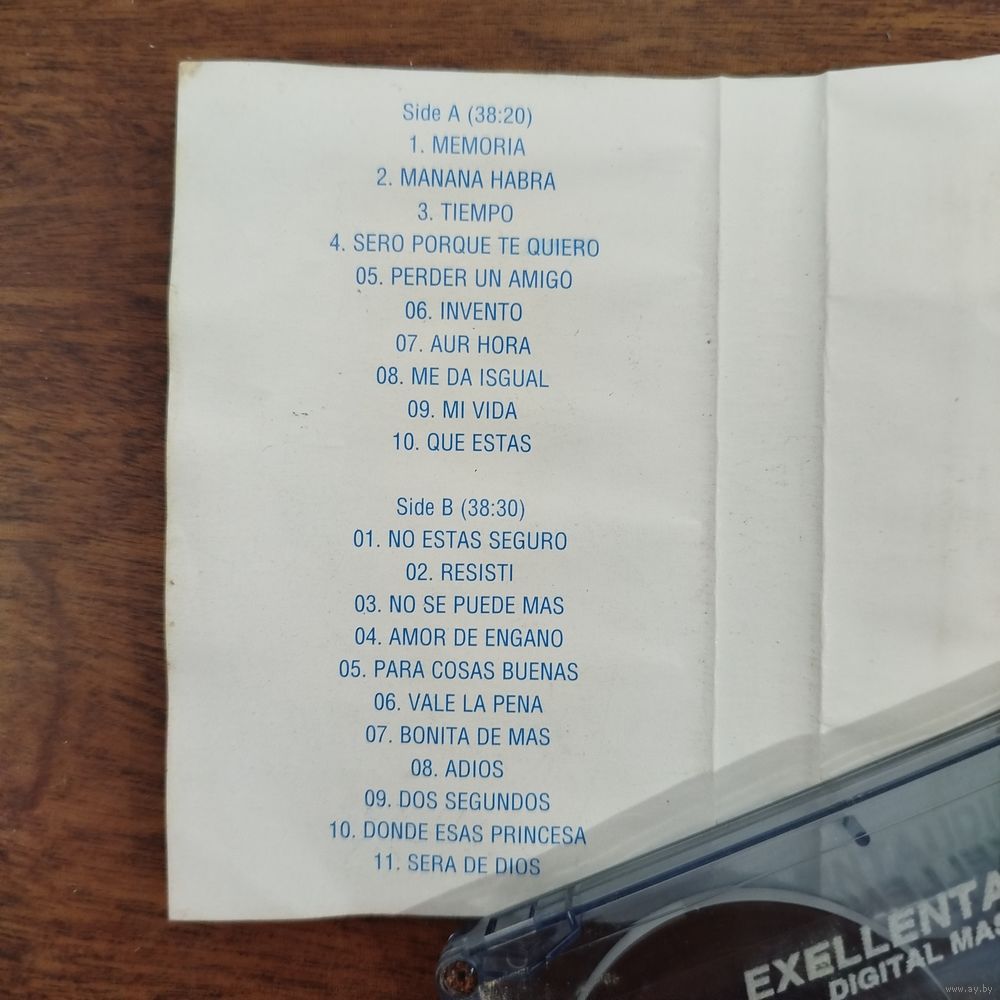 Side A (38:20)
1. MEMORIA
2. MANANA HABRA
3. TIEMPO
4. SERO PORQUE TE QUIERO
05. PERDER UN AMIGO
06. INVENTO
07. AUR HORA
08. ME DA ISGUAL
09. MI VIDA
10. QUE ESTAS
Side B (38:30)
01. NO ESTAS SEGURO
02. RESISTI
03. NO SE PUEDE MAS
04. AMOR DE ENGANO
05. PARA COSAS BUENAS
06. VALE LA PENA
07. BONITA DE MAS
08. ADIOS
09. DOS SEGUNDOS
10. DONDE ESAS PRINCESA
11. SERA DE DIOS
DIGITAL
www.ay.by